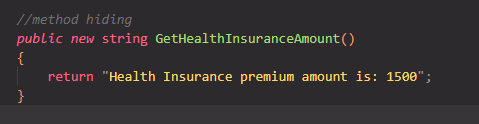 //method hiding
public new string GetHealthInsuranceAmount()
{
return "Health Insurance premium amount is: 1500";
}